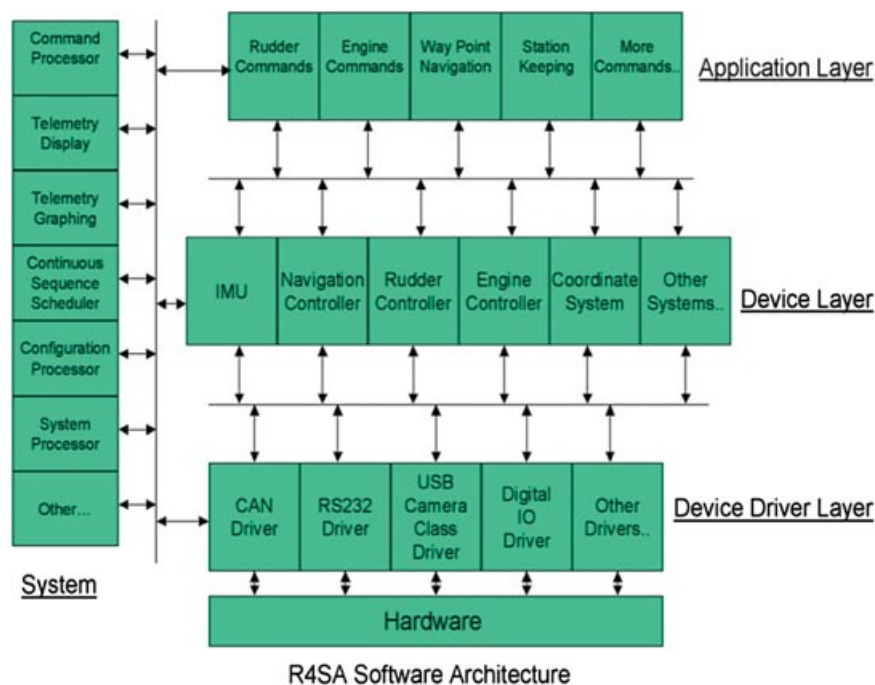 Command
Processor
Telemetry
Display
Telemetry
Graphing
Continuous
Sequence
Scheduler
Configuration
Processor
System
Processor
Other...
System
Rudder
Commands
Engine
Commands
Way Point
Navigation
Station
Keeping
More
Commands..
Application Layer
IMU
Navigation
Controller
Rudder
Controller
Engine
Controller
Coordinate
System
Other
Systems..
Device Layer
CAN
Driver
RS232
Driver
USB
Camera
Class
Driver
Digital
IO
Driver
Other
Drivers..
Device Driver Layer
Hardware
R4SA Software Architecture